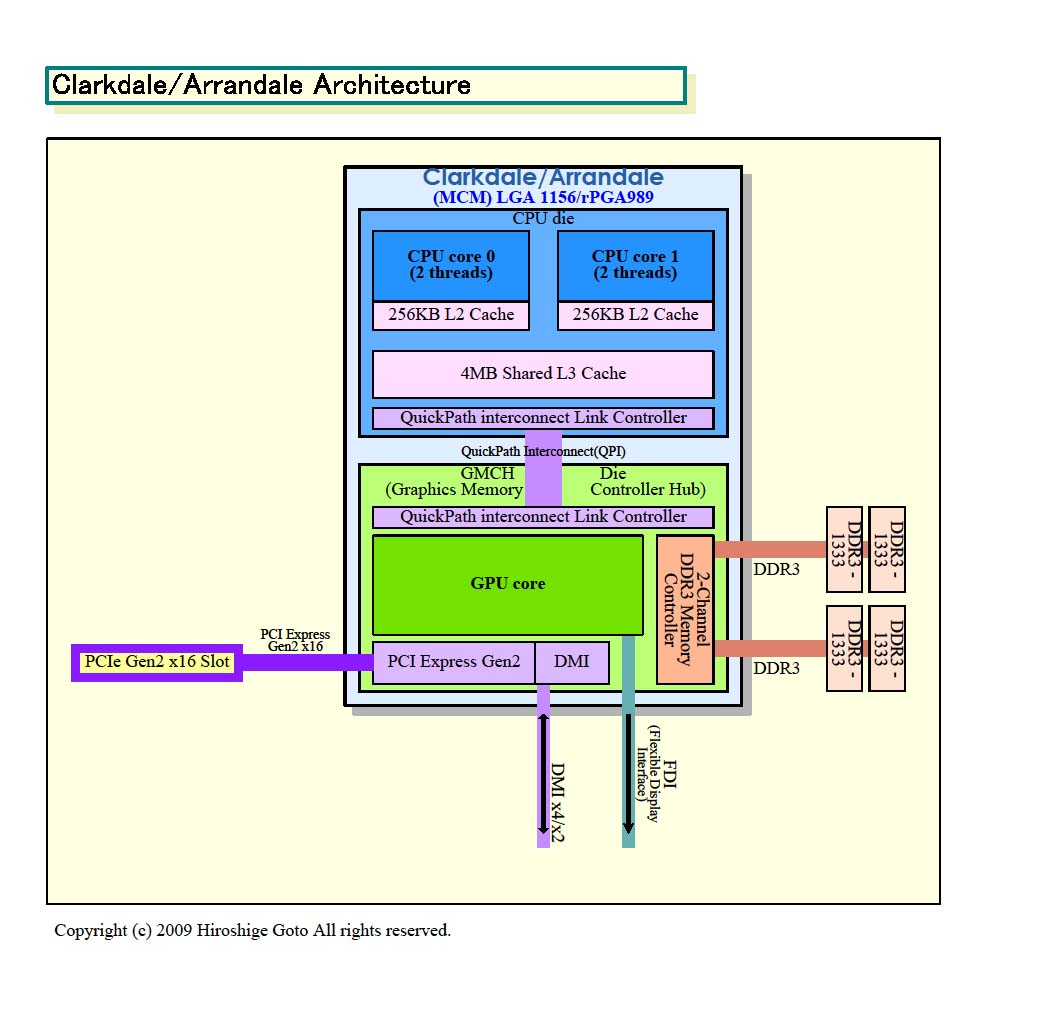 Clarkdale/Arrandale Architecture
Clarkdale/Arrandale
(MCM) LGA 1156/rPGA989
CPU die
CPU core 0
(2 threads)
CPU core 1
(2 threads)
256KB L2 Cache
256KB L2 Cache
4MB Shared L3 Cache
QuickPath interconnect Link Controller
QuickPath Interconnect(QPI)
GMCH Die
(Graphics Memory Controller Hub)
QuickPath interconnect Link Controller
GPU core
2-Channel
DDR3 Memory
Controller
DDR3
DDR3 -
1333
DDR3 -
1333
DDR3
DDR3 -
1333
DDR3 -
1333
PCI Express
Gen2 x16
PCIe Gen2 x16 Slot
PCI Express Gen2
DMI
DMI x4/x2
FDI
(Flexible Display
Interface)
Copyright (c) 2009 Hiroshige Goto All rights reserved.